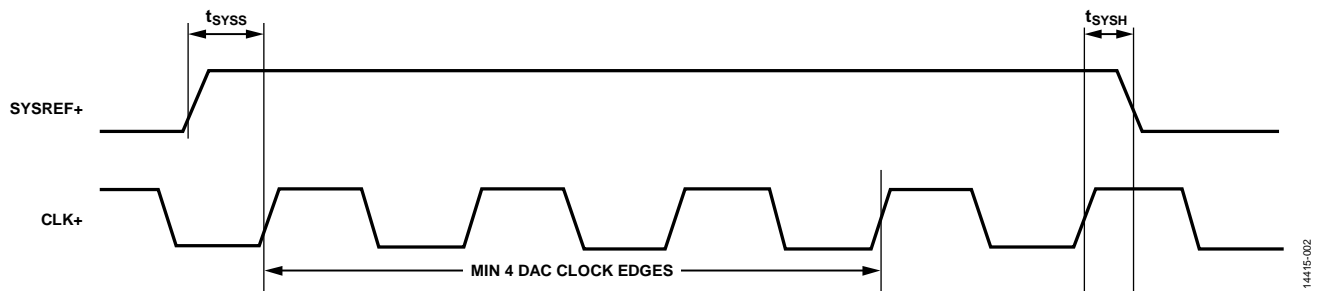 tSYSS
tSYSH
SYSREF+
CLK+
MIN 4 DAC CLOCK EDGES
14415-002